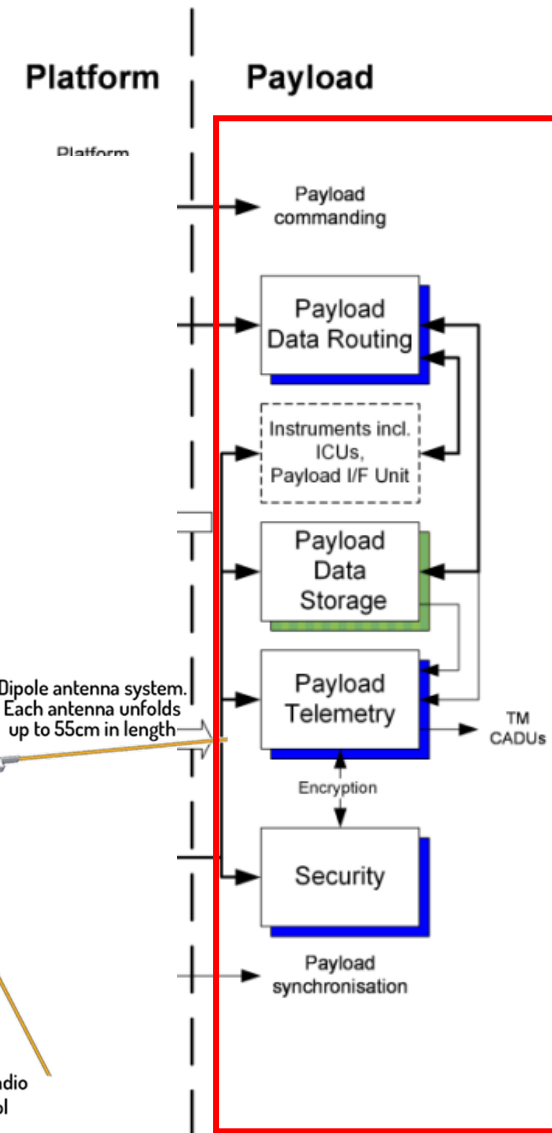 Platform
Payload
Platform
Payload
commanding
Payload
Data Routing
Instruments incl.
ICUs,
Payload I/F Unit
Payload
Data
Storage
Dipole antenna system.
Each antenna unfolds
up to 55cm in length
Payload
Telemetry
TM
CADUs
Encryption
Security
Payload
synchronisation